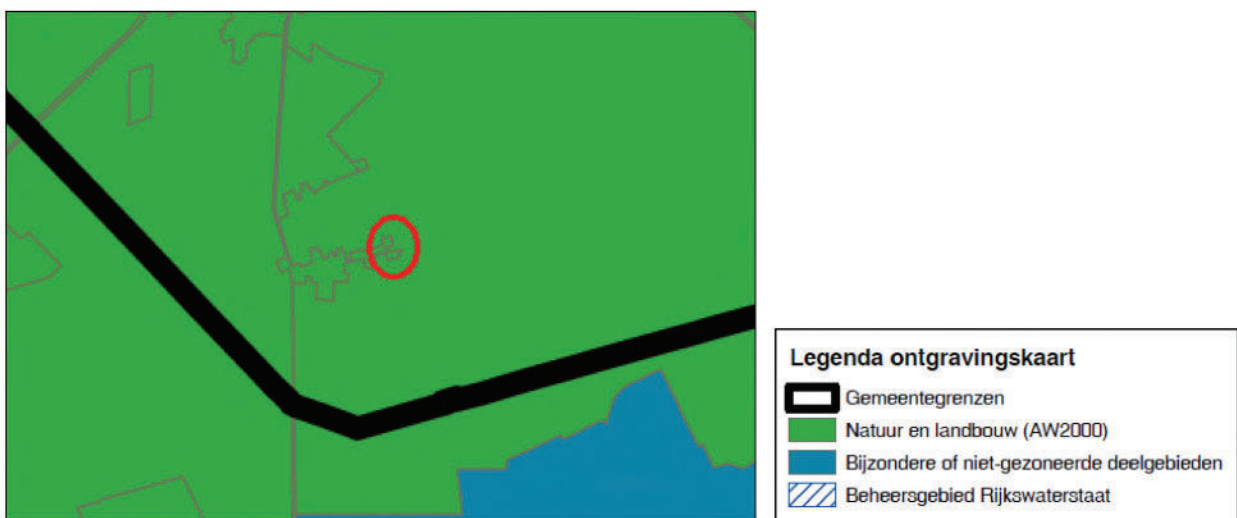 Legenda ontgravingskaart
Gemeentegrenzen
Natuur en landbouw (AW2000)
Bijzondere of niet-gezoneerde deelgebieden
Beheersgebied Rijkswaterstaat